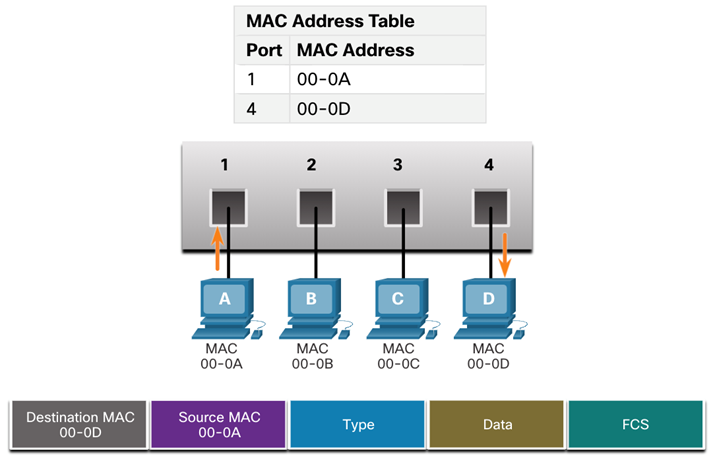 MAC Address Table
Port MAC Address
1 00-0A
4 00-0D
1 2 3 4
A B C D
MAC MAC MAC MAC
00-0A 00-0B 00-0C 00-0D
Destination MAC Source MAC Type Data FCS
00-0D 00-0A